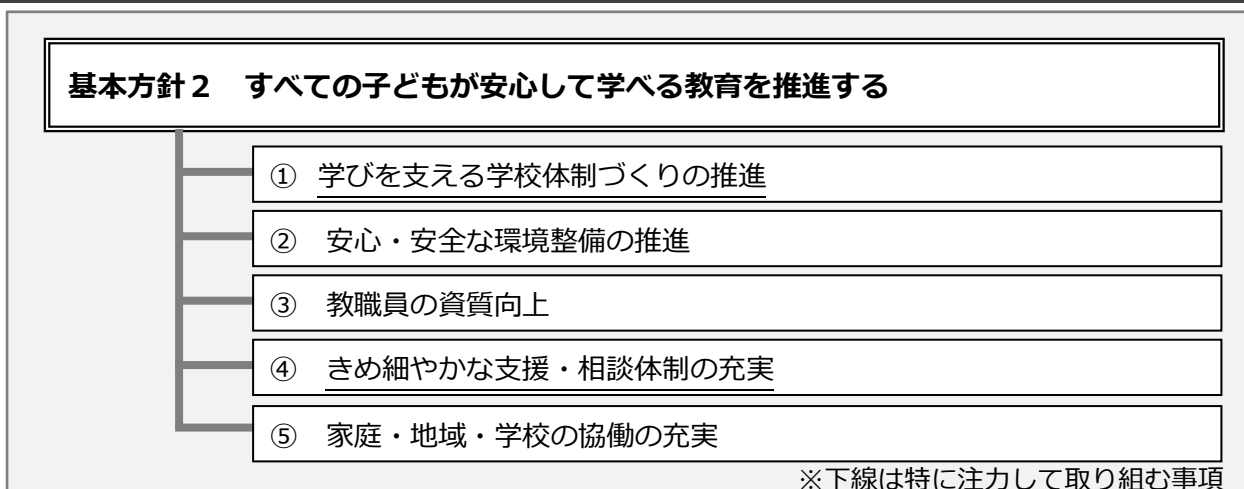 基本方針２　すべての子どもが安心して学べる教育を推進する
①　学びを支える学校体制づくりの推進
②　安心・安全な環境整備の推進
③　教職員の資質向上
④　きめ細やかな支援・相談体制の充実
⑤　家庭・地域・学校の協働の充実
※下線は特に注力して取り組む事項